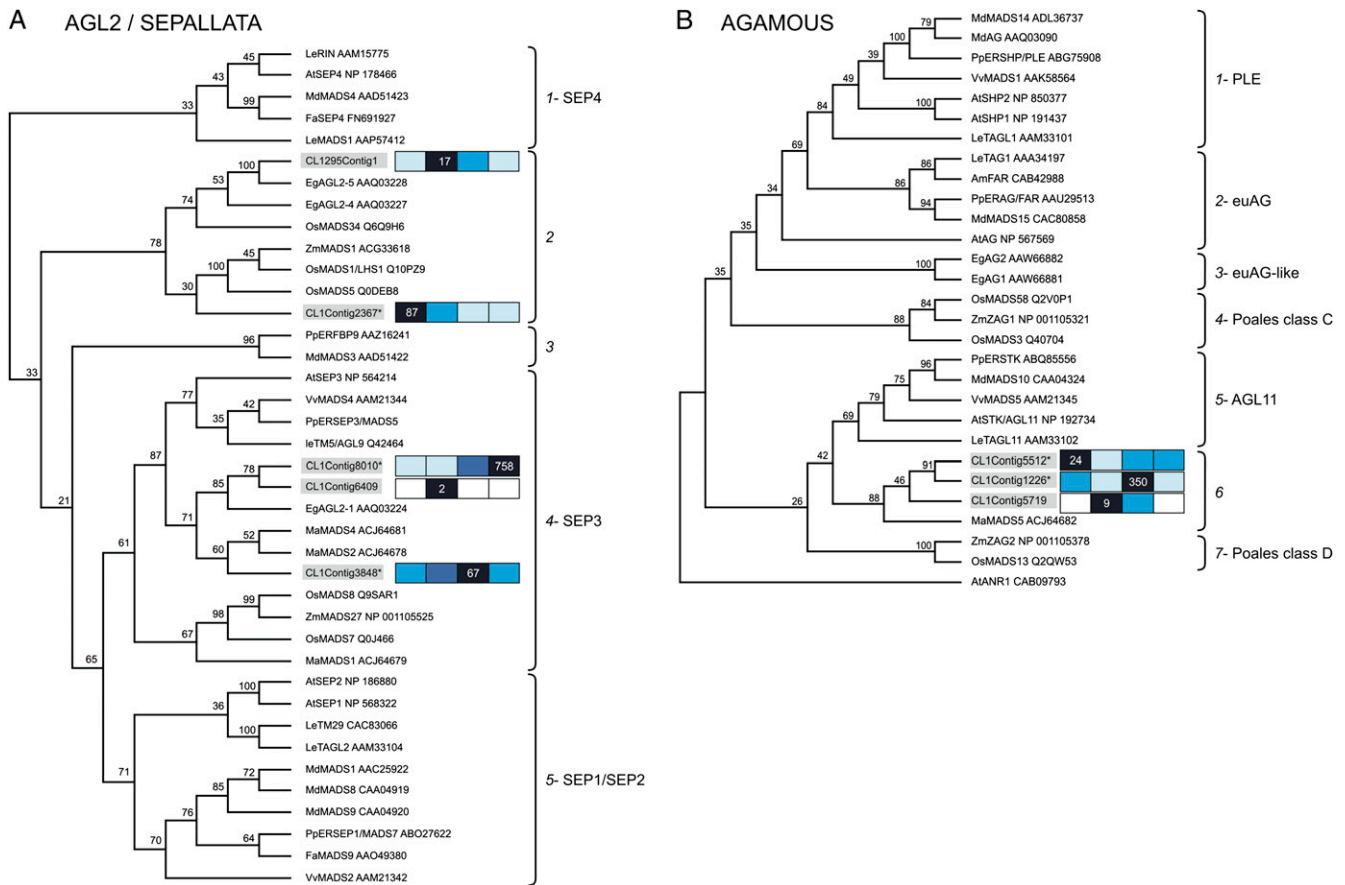 A AGL2 / SEPALLATA
LeRIN AAM15775
45
AtSEP4 NP 178466
43
MdMADS4 AAD51423
99
1- SEP4
33
FaSEP4 FN691927
LeMADS1 AAP57412
CL1295Contig1 17
100
EgAGL2-5 AAQ03228
53
EgAGL2-4 AAQ03227
74
OsMADS34 Q6Q9H6
2
78
ZmMADS1 ACG33618
45
OsMADS1/LHS1 Q10PZ9
100
OsMADS5 Q0DEB8
30
CL1Contig2367* 87
PpERFBP9 AAZ16241
96
3
MdMADS3 AAD51422
33
AtSEP3 NP 564214
77
VvMADS4 AAM21344
42
PpERSEP3/MADS5
35
leTM5/AGL9 Q42464
87
CL1Contig8010* 758
78
CL1Contig6409 2
85
EgAGL2-1 AAQ03224
21
71
MaMADS4 ACJ64681
52
4- SEP3
MaMADS2 ACJ64678
60
61
CL1Contig3848* 67
OsMADS8 Q9SAR1
99
ZmMADS27 NP 001105525
98
OsMADS7 Q0J466
67
MaMADS1 ACJ64679
65
AtSEP2 NP 186880
100
AtSEP1 NP 568322
36
LeTM29 CAC83066
100
LeTAGL2 AAM33104
71
MdMADS1 AAC25922
72
5- SEP1/SEP2
MdMADS8 CAA04919
85
MdMADS9 CAA04920
76
PpERSEP1/MADS7 ABO27622
64
70
FaMADS9 AAO49380
VvMADS2 AAM21342
B AGAMOUS
MdMADS14 ADL36737
79
MdAG AAQ03090
100
PpERSHP/PLE ABG75908
39
VvMADS1 AAK58564
1- PLE
49
AtSHP2 NP 850377
100
84
AtSHP1 NP 191437
LeTAGL1 AAM33101
69
LeTAG1 AAA34197
86
AmFAR CAB42988
86
34
PpERAG/FAR AAU29513
2- euAG
94
MdMADS15 CAC80858
35
AtAG NP 567569
EgAG2 AAW66882
100
3- euAG-like
EgAG1 AAW66881
35
OsMADS58 Q2V0P1
84
ZmZAG1 NP 001105321
88
4- Poales class C
OsMADS3 Q40704
PpERSTK ABQ85556
96
MdMADS10 CAA04324
75
VvMADS5 AAM21345
5- AGL11
79
AtSTK/AGL11 NP 192734
69
LeTAGL11 AAM33102
42
CL1Contig5512* 24
91
CL1Contig1226* 350
46
CL1Contig5719 9
6
88
26
MaMADS5 ACJ64682
ZmZAG2 NP 001105378
100
7- Poales class D
OsMADS13 Q2QW53
AtANR1 CAB09793